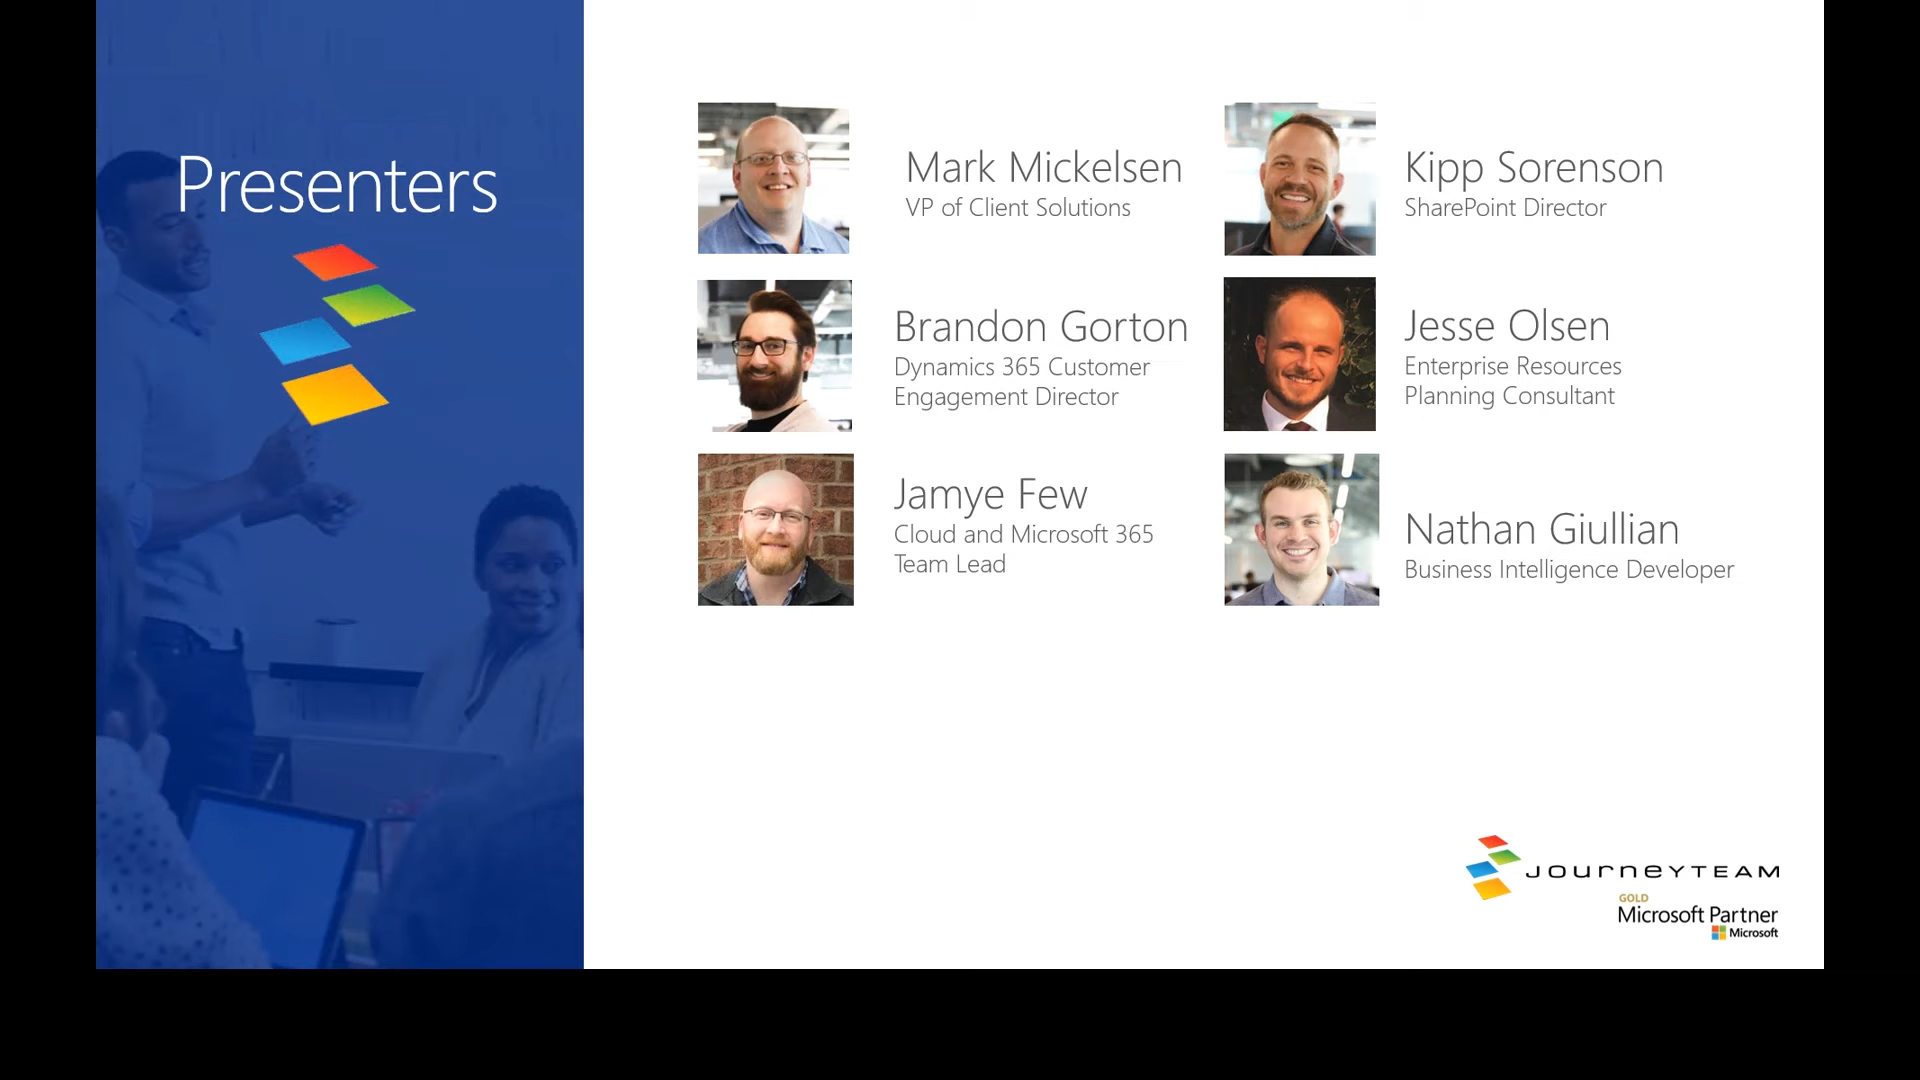 Presenters
Mark Mickelsen
VP of Client Solutions
Kipp Sorenson
SharePoint Director
Brandon Gorton
Dynamics 365 Customer
Engagement Director
Jesse Olsen
Enterprise Resources
Planning Consultant
Jamye Few
Cloud and Microsoft 365
Team Lead
Nathan Giullian
Business Intelligence Developer
JOURNEYTEAM
GOLD
Microsoft Partner
Microsoft